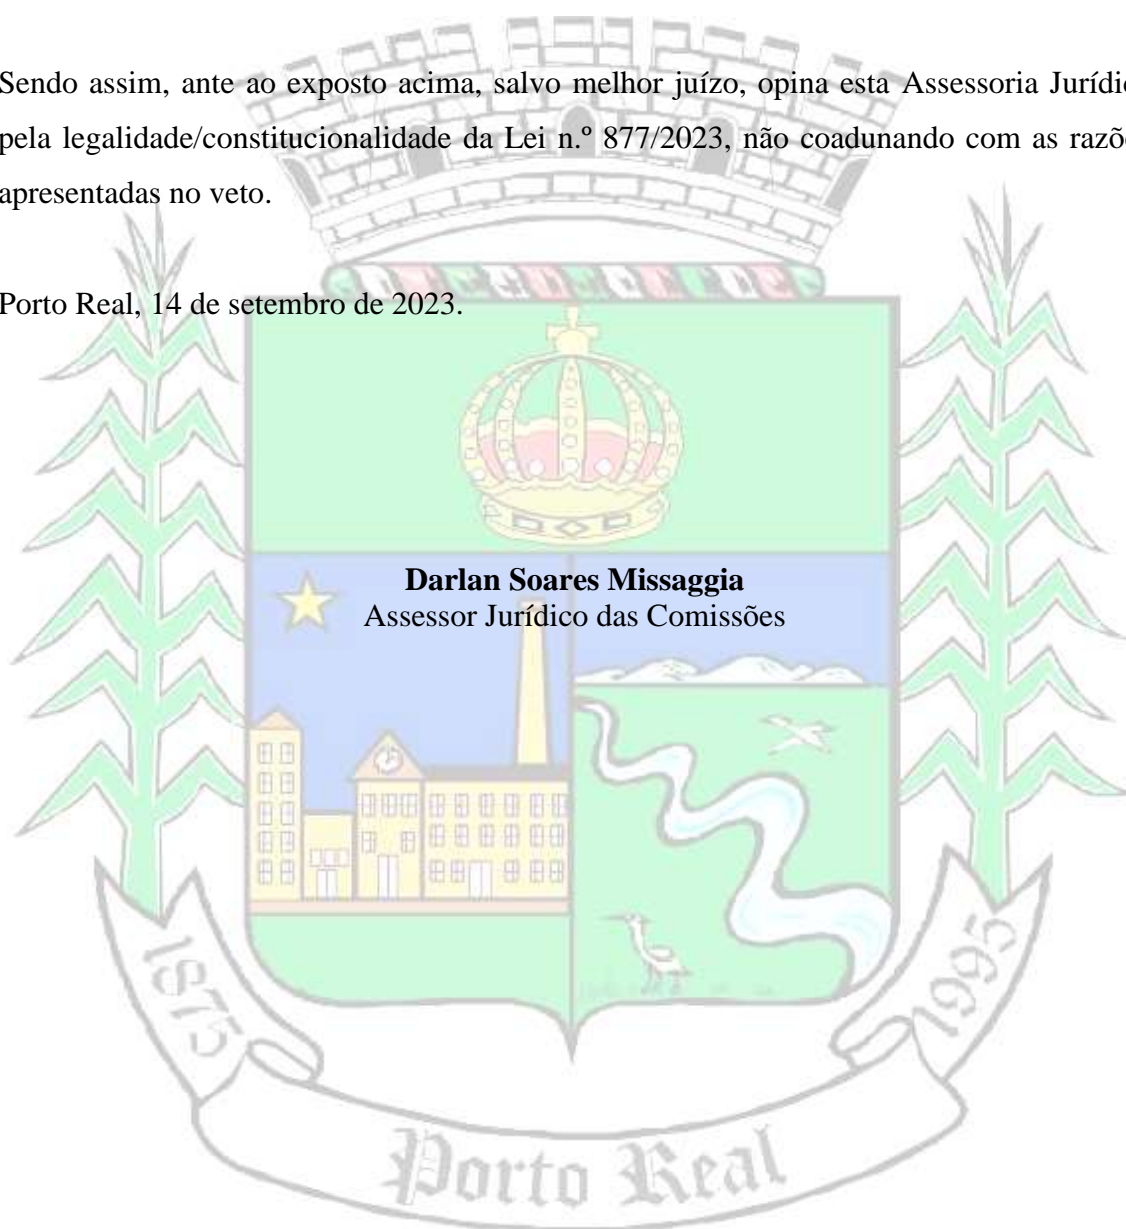 Sendo assim, ante ao exposto acima, salvo melhor juízo, opina esta Assessoria Jurídic
pela legalidade/constitucionalidade da Lei n.º 877/2023, não coadunando com as razõ
apresentadas no veto.
Porto Real, 14 de setembro de 2023.
Darlan Soares Missaggia
Assessor Jurídico das Comissões
1875
1995
Porto Real